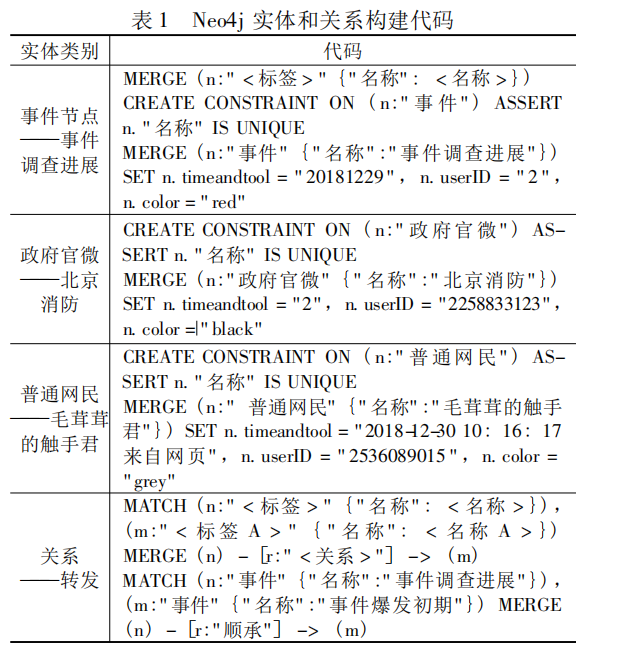 表1 Neo4j 实体和关系构建代码
实体类别
代码
事件节点
——事件
调查进展
MERGE (n:"<标签>" {"名称": <名称>})
CREATE CONSTRAINT ON (n:"事件") ASSERT
n."名称" IS UNIQUE
MERGE (n:"事件" {"名称":"事件调查进展"})
SET n.timeandtool = "20181229", n.userID = "2",
n.color = "red"
政府官微
——北京
消防
CREATE CONSTRAINT ON (n:"政府官微") AS-
SERT n."名称" IS UNIQUE
MERGE (n:"政府官微" {"名称":"北京消防"})
SET n.timeandtool = "2", n.userID = "2258833123",
n.color =|"black"
普通网民
——毛茸茸
的触手君
CREATE CONSTRAINT ON (n:"普通网民") AS-
SERT n."名称" IS UNIQUE
MERGE (n:" 普通网民" {"名称":"毛茸茸的触手
君"}) SET n.timeandtool = "2018-12-30 10: 16: 17
来自网页", n.userID = "2536089015", n.color =
"grey"
关系
——转发
MATCH (n:"<标签>" {"名称": <名称>}),
(m:"<标签 A>" {"名称": <名称 A>})
MERGE (n) - [r:"<关系>"] -> (m)
MATCH (n:"事件" {"名称":"事件调查进展"}),
(m:"事件" {"名称":"事件爆发初期"}) MERGE
(n) - [r:"顺承"] -> (m)